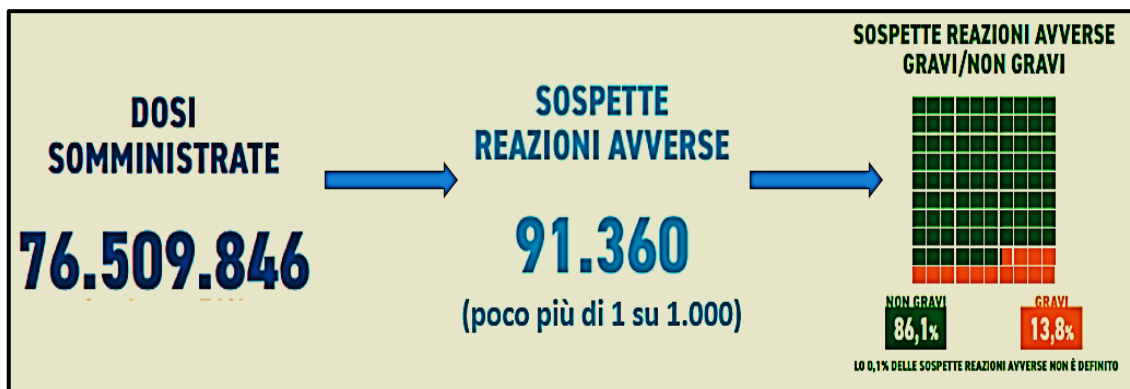 DOSI
SOMMINISTRATE
76.509.846
SOSPETTE
REAZIONI AVVERSE
91.360
(poco più di 1 su 1.000)
SOSPETTE REAZIONI AVVERSE
GRAVI/NON GRAVI
NON GRAVI
86,1%
GRAVI
13,8%
LO 0,1% DELLE SOSPETTE REAZIONI AVVERSE NON È DEFINITO